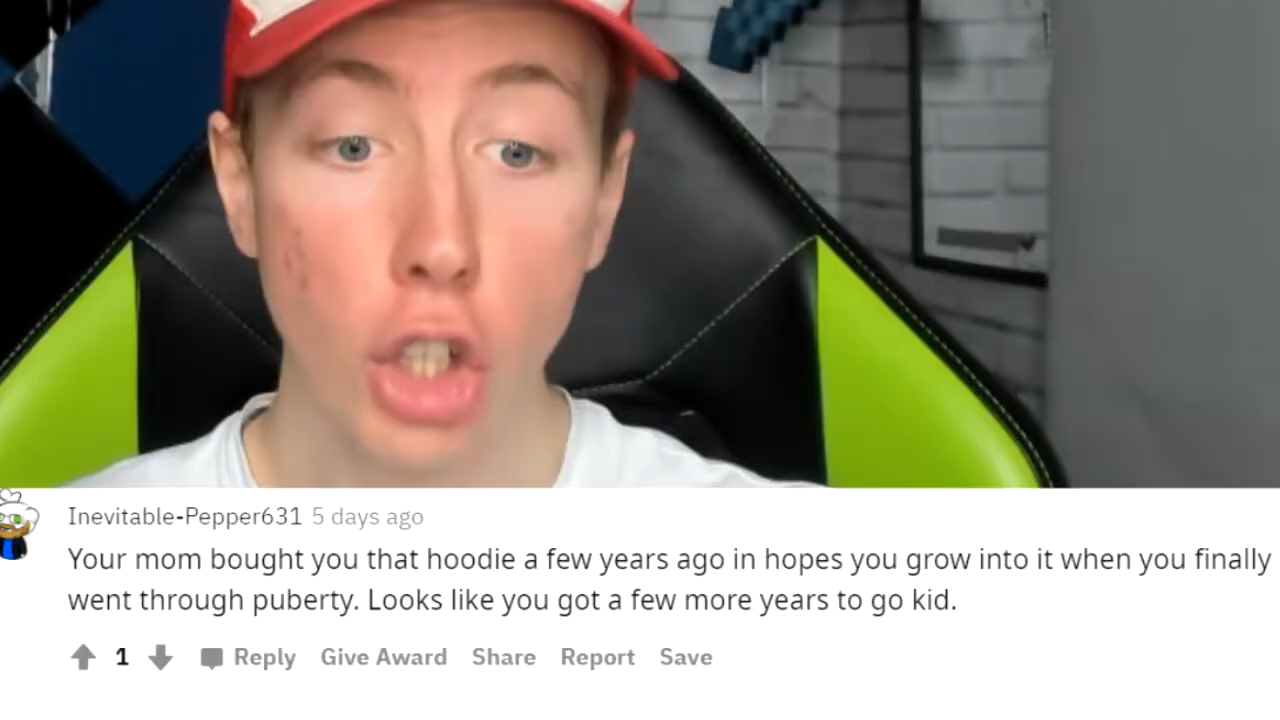 Inevitable-Pepper631 5 days ago
Your mom bought you that hoodie a few years ago in hopes you grow into it when you finally
went through puberty. Looks like you got a few more years to go kid.
1 Reply Give Award Share Report Save